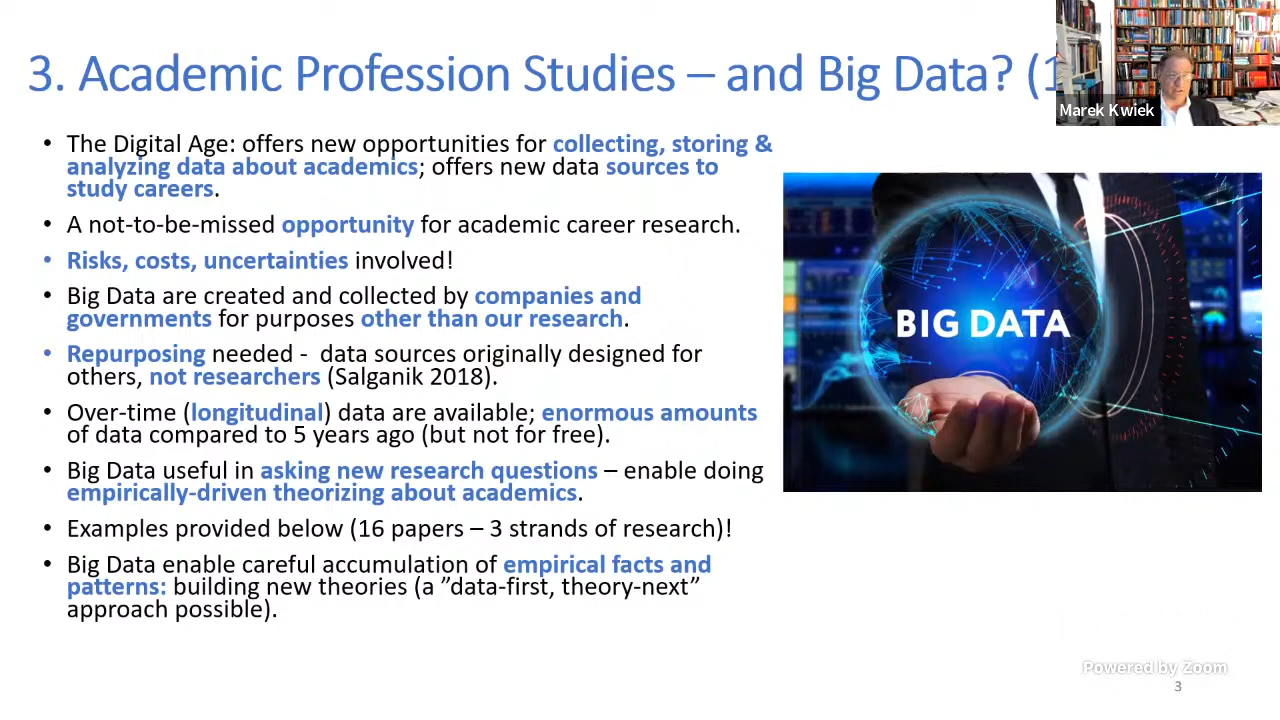 3. Academic Profession Studies – and Big Data? (1
Marek Kwiek
• The Digital Age: offers new opportunities for collecting, storing &
analyzing data about academics; offers new data sources to
study careers.
• A not-to-be-missed opportunity for academic career research.
• Risks, costs, uncertainties involved!
• Big Data are created and collected by companies and
governments for purposes other than our research.
• Repurposing needed - data sources originally designed for
others, not researchers (Salganik 2018).
• Over-time (longitudinal) data are available; enormous amounts
of data compared to 5 years ago (but not for free).
• Big Data useful in asking new research questions – enable doing
empirically-driven theorizing about academics.
• Examples provided below (16 papers – 3 strands of research)!
• Big Data enable careful accumulation of empirical facts and
patterns: building new theories (a ”data-first, theory-next”
approach possible).
BIG DATA
Powered by Zoom
3